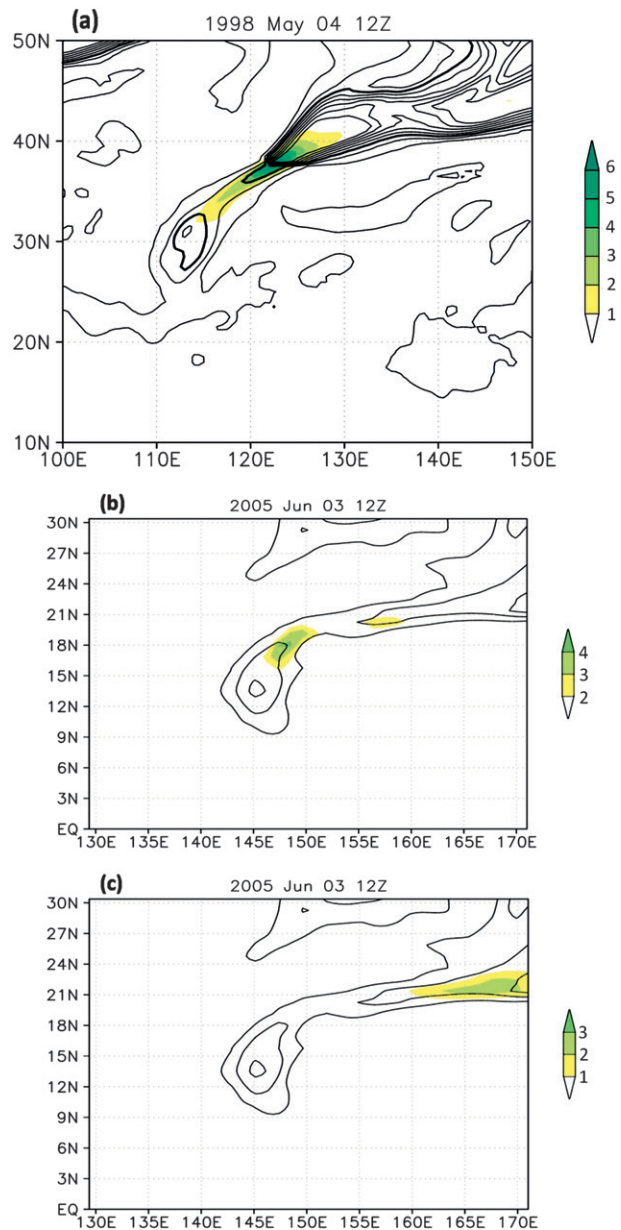 (a) 1998 May 04 12Z
50N
40N
30N
20N
10N
100E 110E 120E 130E 140E 150E
6
5
4
3
2
1
(b) 2005 Jun 03 12Z
30N
27N
24N
21N
18N
15N
12N
9N
6N
3N
EQ
130E 135E 140E 145E 150E 155E 160E 165E 170E
4
3
2
(c) 2005 Jun 03 12Z
30N
27N
24N
21N
18N
15N
12N
9N
6N
3N
EQ
130E 135E 140E 145E 150E 155E 160E 165E 170E
3
2
1